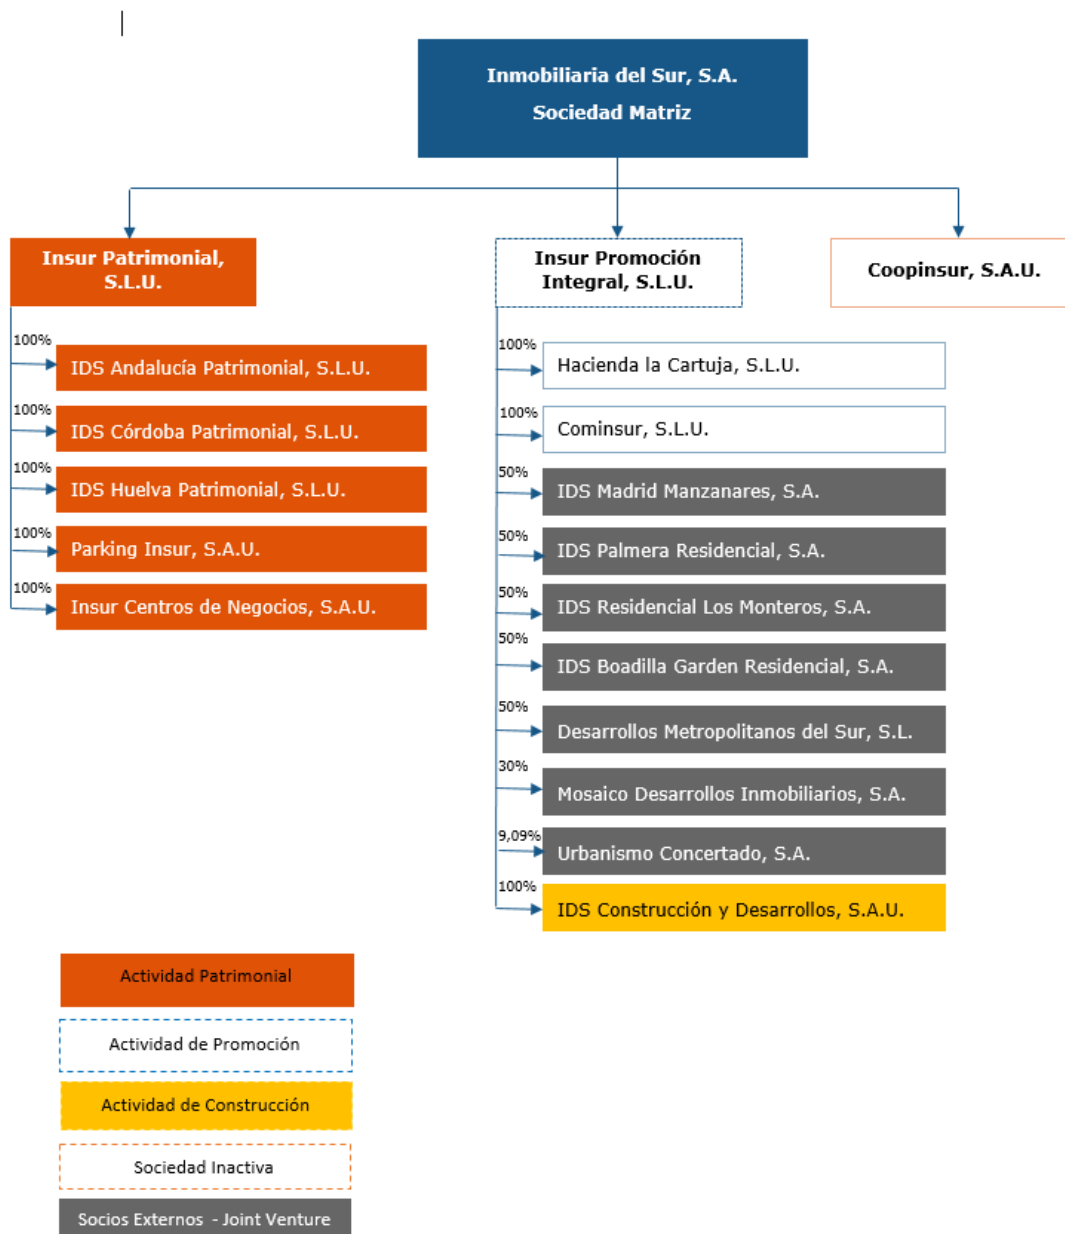 Inmobiliaria del Sur, S.A.
Sociedad Matriz
Insur Patrimonial,
S.L.U.
100%
IDS Andalucía Patrimonial, S.L.U.
100%
IDS Córdoba Patrimonial, S.L.U.
100%
IDS Huelva Patrimonial, S.L.U.
100%
Parking Insur, S.A.U.
100%
Insur Centros de Negocios, S.A.U.
Insur Promoción
Integral, S.L.U.
100%
Hacienda la Cartuja, S.L.U.
100%
Cominsur, S.L.U.
50%
IDS Madrid Manzanares, S.A.
50%
IDS Palmera Residencial, S.A.
50%
IDS Residencial Los Monteros, S.A.
50%
IDS Boadilla Garden Residencial, S.A.
50%
Desarrollos Metropolitanos del Sur, S.L.
30%
Mosaico Desarrollos Inmobiliarios, S.A.
9,09%
Urbanismo Concertado, S.A.
100%
IDS Construcción y Desarrollos, S.A.U.
Coopinsur, S.A.U.
Actividad Patrimonial
Actividad de Promoción
Actividad de Construcción
Sociedad Inactiva
Socios Externos - Joint Venture